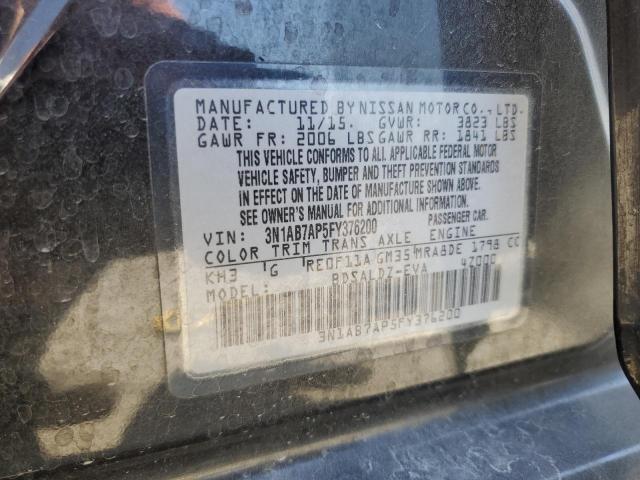 MANUFACTURED BY NISSAN MOTOR CO., LTD.
DATE: 11/15. GVWR: 3823 LBS
GAWR FR: 2006 LBS GAWR RR: 1841 LBS
THIS VEHICLE CONFORMS TO ALL APPLICABLE FEDERAL MOTOR
VEHICLE SAFETY, BUMPER AND THEFT PREVENTION STANDARDS
IN EFFECT ON THE DATE OF MANUFACTURE SHOWN ABOVE.
SEE OWNER'S MANUAL FOR ADDITIONAL INFORMATION.
VIN: 3N1AB7AP5FY376200 PASSENGER CAR.
COLOR TRIM TRANS AXLE ENGINE
KH3 G RE0F11A GM35 MRA8DE 1798 CC
MODEL: BDSALDZ-EVA 4Z000
3N1AB7AP5FY376200